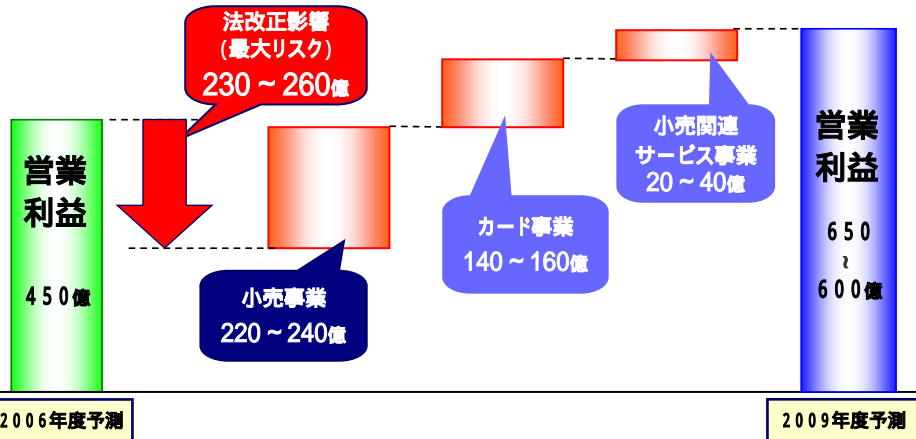 法改正影響
（最大リスク）
230～260億
営業
利益
450億
小売事業
220～240億
カード事業
140～160億
小売関連
サービス事業
20～40億
営業
利益
650
～
600億
2006年度予測
2009年度予測